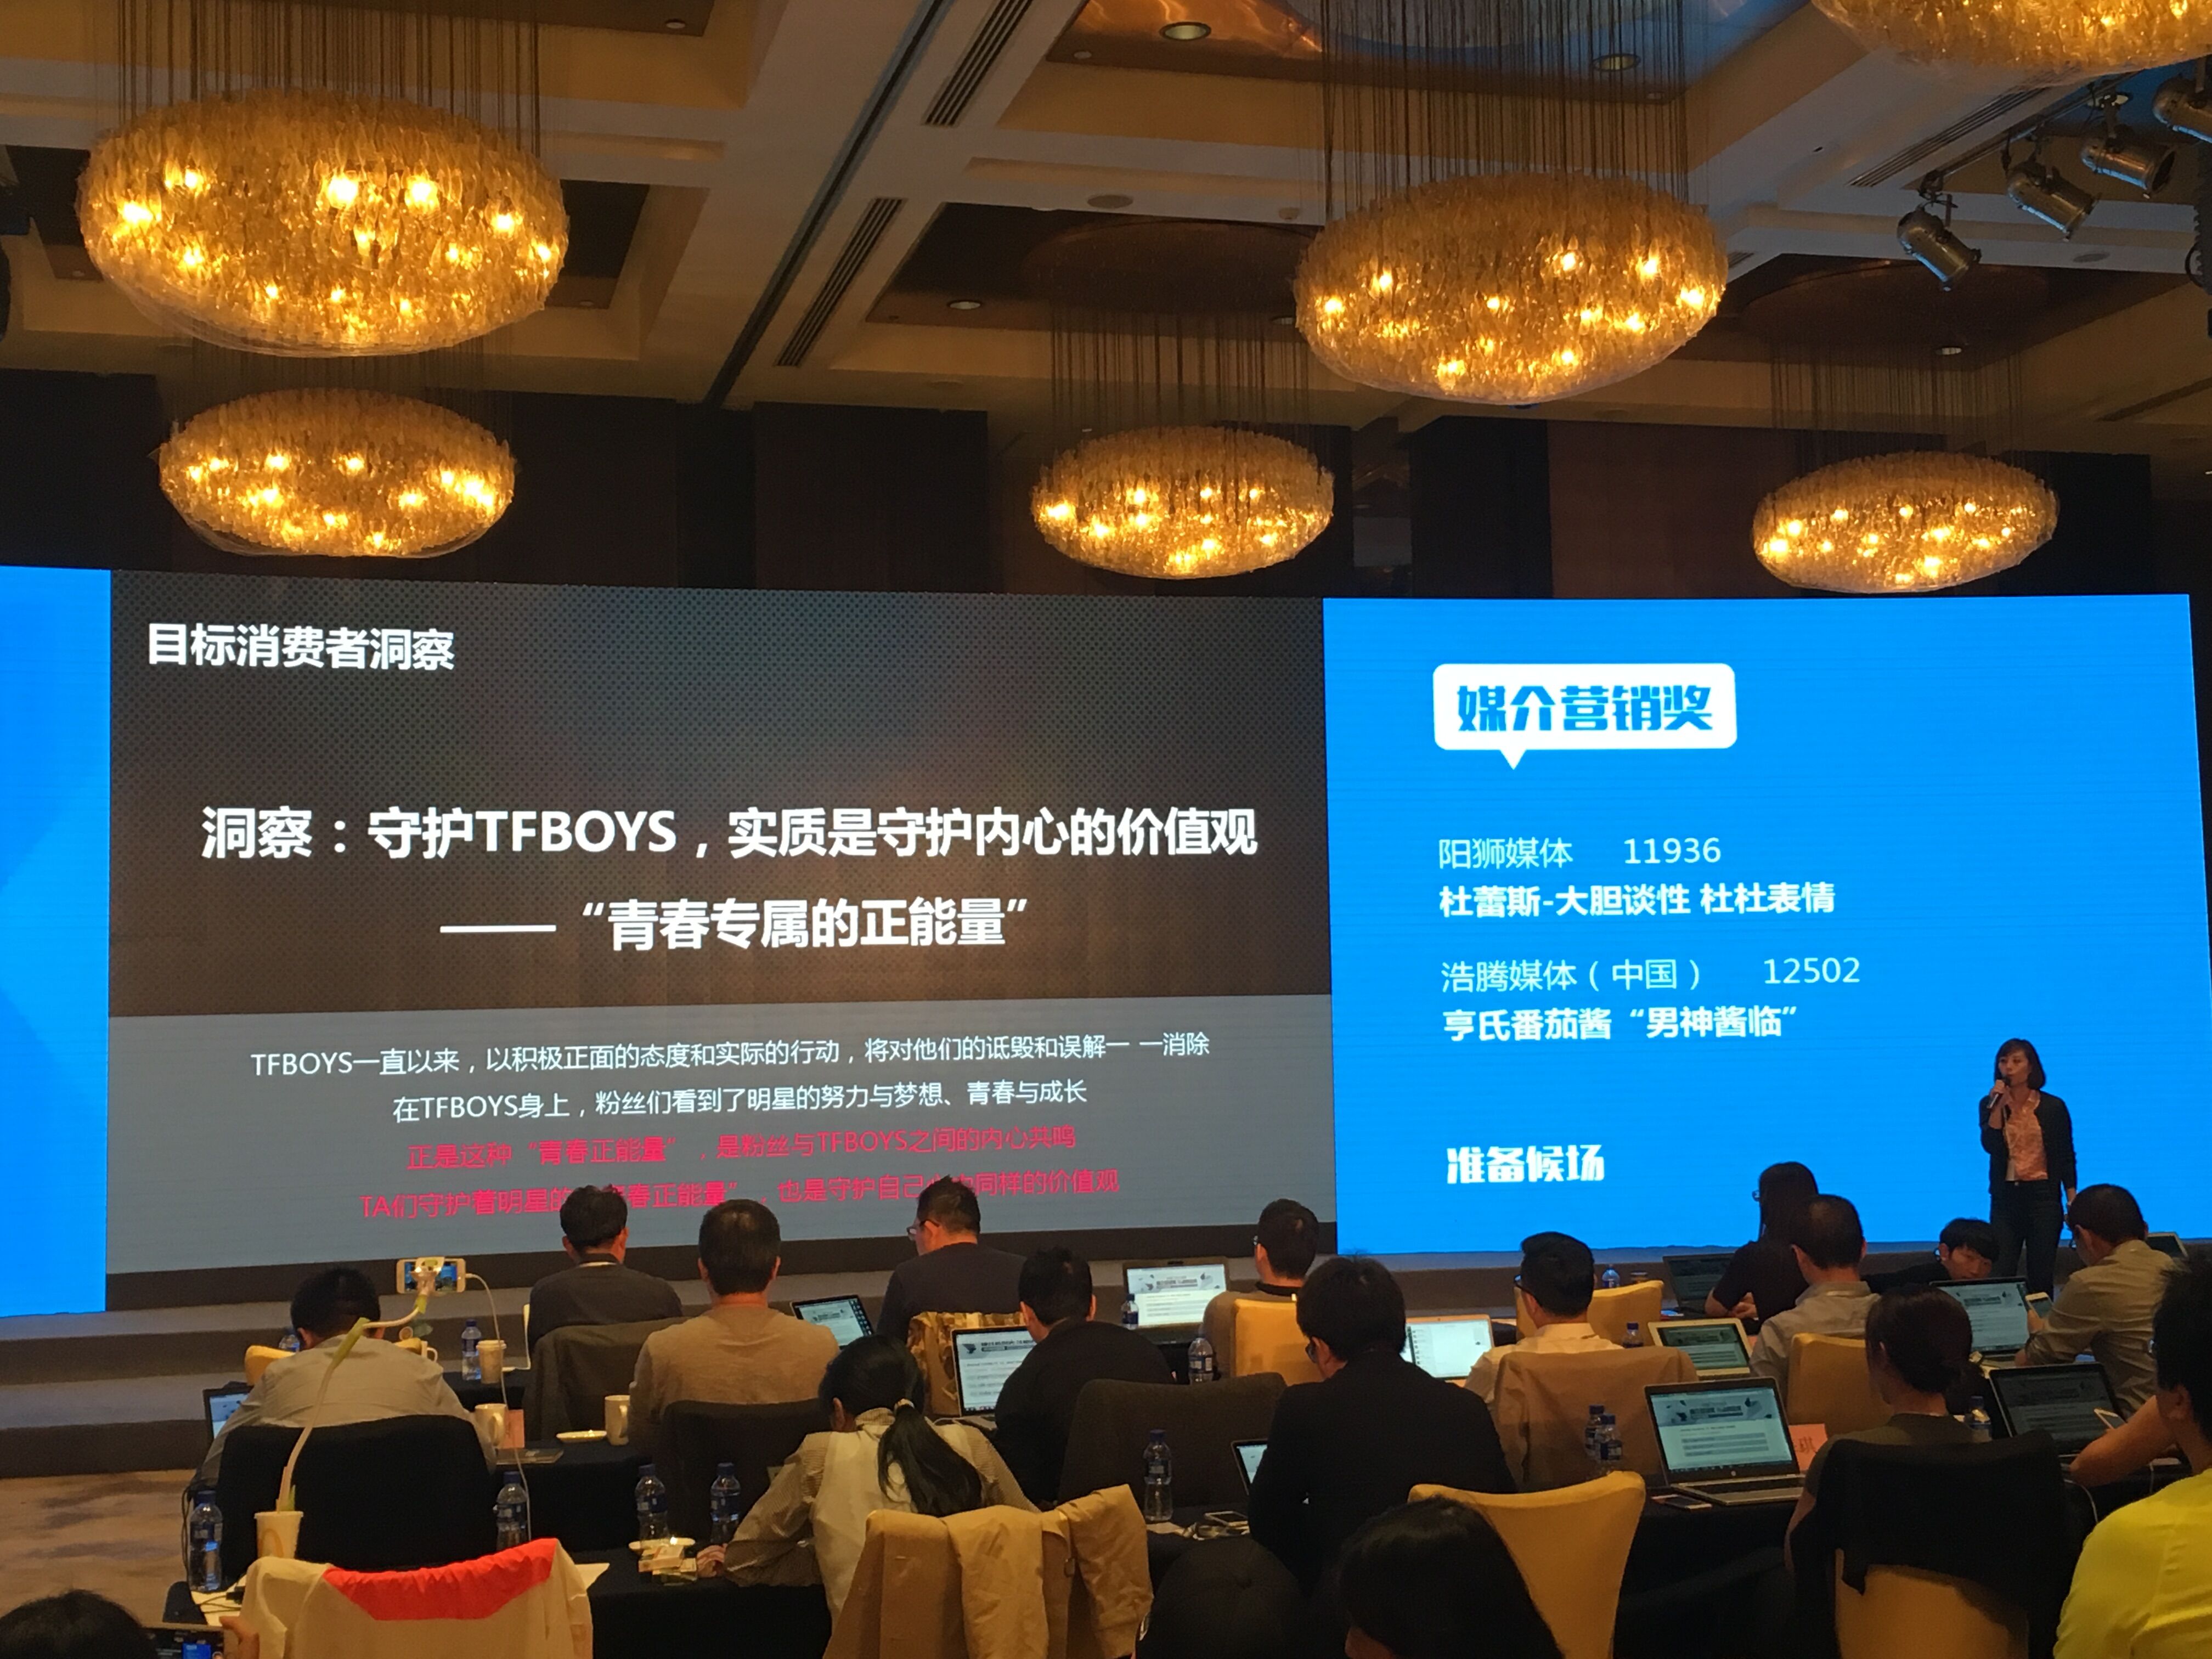 目标消费者洞察
洞察：守护TFBOYS，实质是守护内心的价值观
——“青春专属的正能量”
TFBOYS一直以来，以积极正面的态度和实际的行动，将对他们的诋毁和误解一 一消除
在TFBOYS身上，粉丝们看到了明星的努力与梦想、青春与成长
正是这种“青春正能量”，是粉丝与TFBOYS之间的内心共鸣
TA们守护着明星的 春正能量”，也是守护自己 同样的价值观
媒介营销奖
阳狮媒体 11936
杜蕾斯-大胆谈性 杜杜表情
浩腾媒体（中国） 12502
亨氏番茄酱“男神酱临”
准备候场